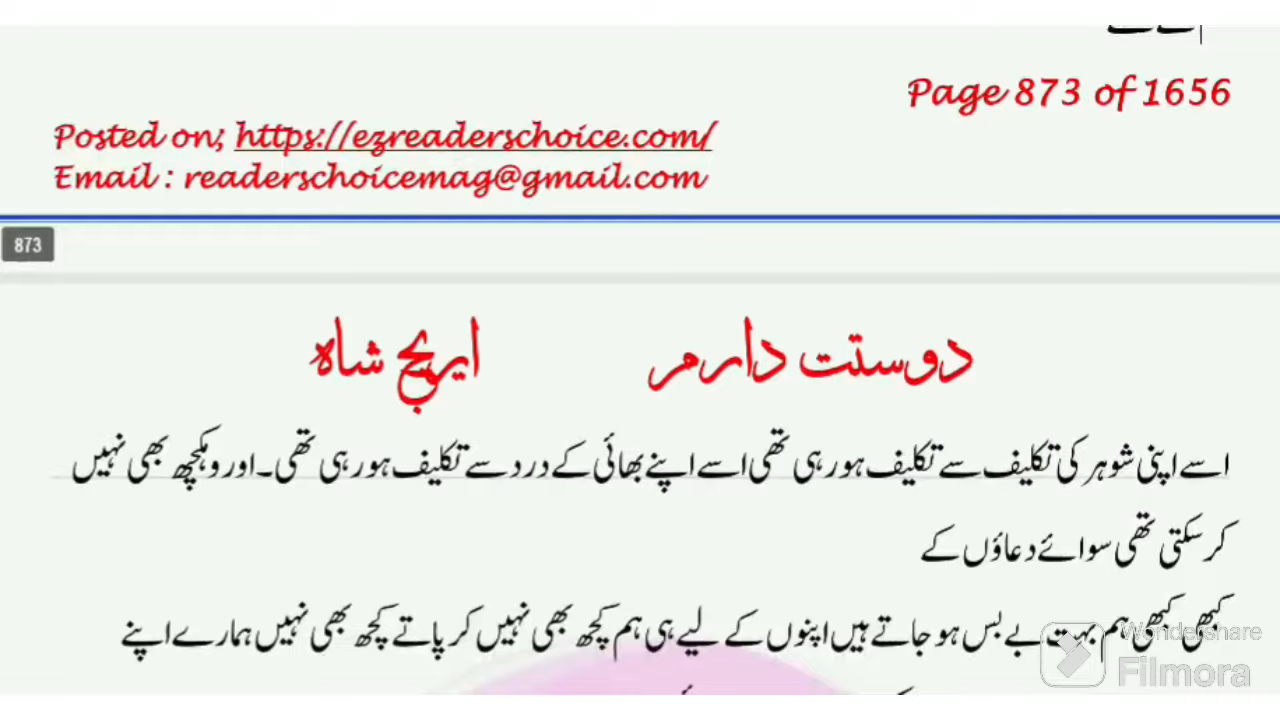 Page 873 of 1656
Posted on; https://ezreaderschoice.com/
Email : readerschoicemag@gmail.com
873
دوستت دارم ایریج شاہ
اسے اپنی شوہر کی تکلیف سے تکلیف ہو رہی تھی اسے اپنے بھائی کے درد سے تکلیف ہو رہی تھی۔ اور وہ کچھ بھی نہیں
کر سکتی تھی سوائے دعاؤں کے
کبھی کبھی ہم بہت بے بس ہو جاتے ہیں اپنوں کے لیے ہی ہم کچھ بھی نہیں کر پاتے کچھ بھی نہیں ہمارے اپنے
Wondershare
Filmora